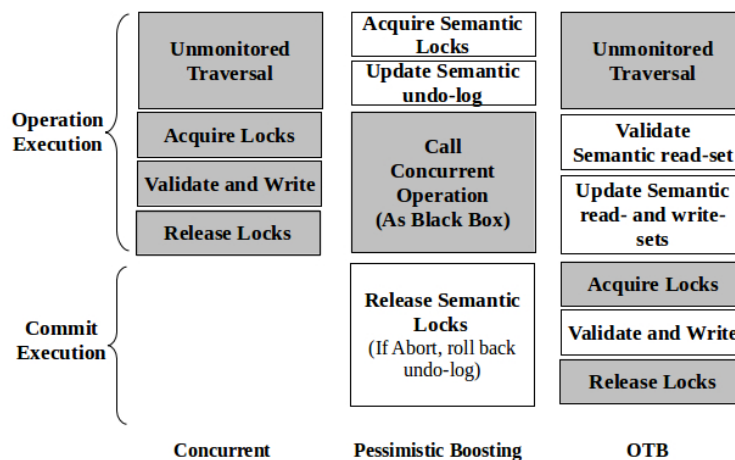 Operation
Execution
Commit
Execution
Unmonitored
Traversal
Acquire Locks
Validate and Write
Release Locks
Concurrent
Acquire Semantic
Locks
Update Semantic
undo-log
Call
Concurrent
Operation
(As Black Box)
Release Semantic
Locks
(If Abort, roll back
undo-log)
Pessimistic Boosting
Unmonitored
Traversal
Validate
Semantic read-set
Update Semantic
read- and write-
sets
Acquire Locks
Validate and Write
Release Locks
OTB